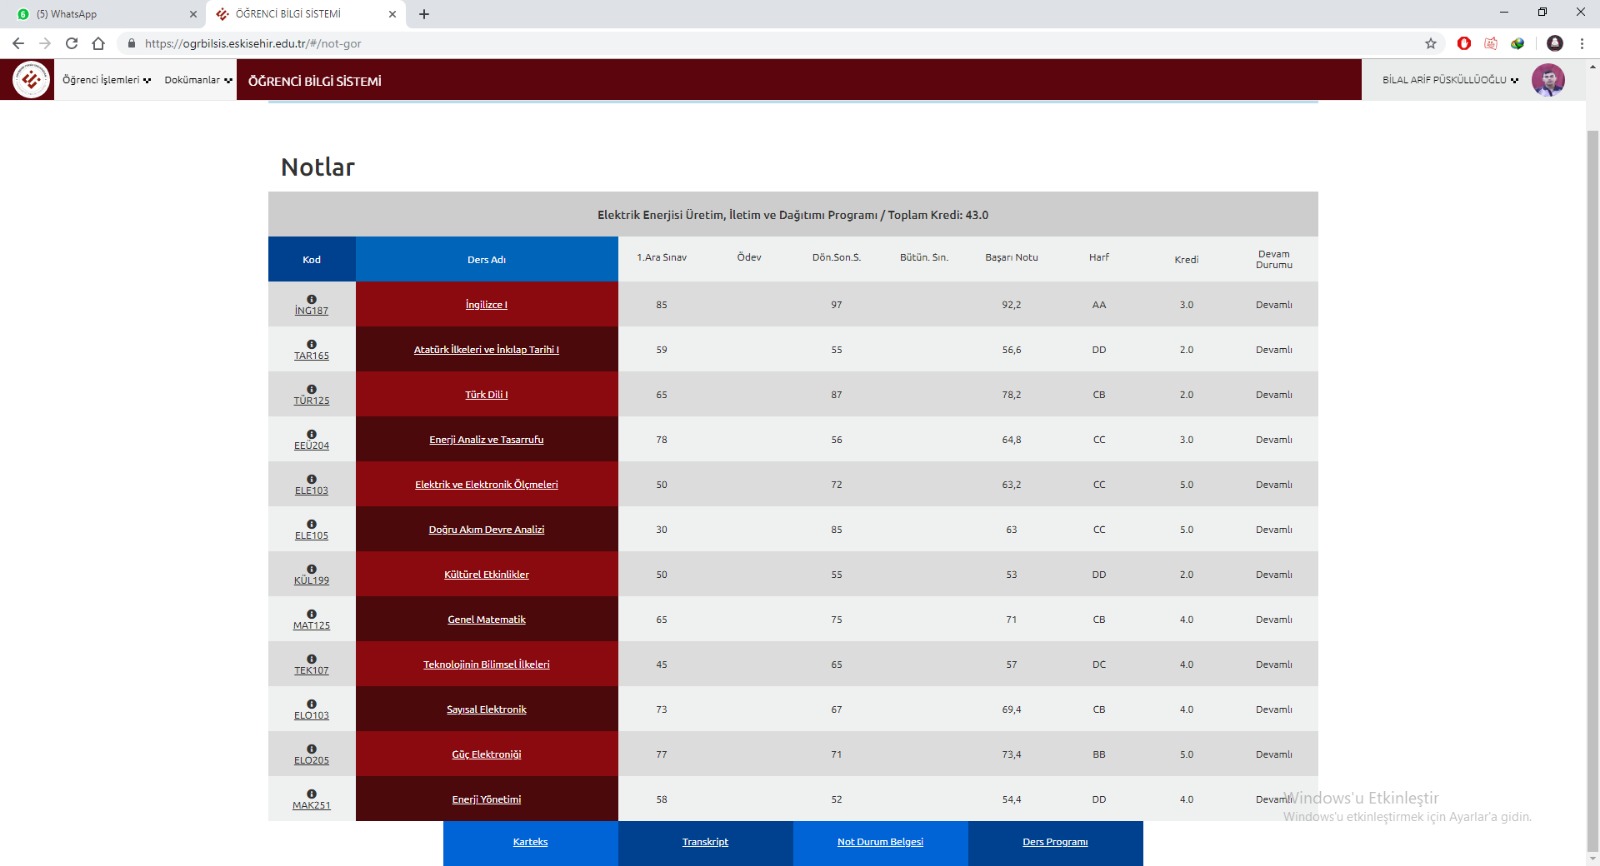 (5) WhatsApp
ÖĞRENCİ BİLGİ SİSTEMİ
https://ogrbilsis.eskisehir.edu.tr/#/not-gor
Öğrenci İşlemleri
Dokümanlar
ÖĞRENCİ BİLGİ SİSTEMİ
BİLAL ARİF PÜSKÜLLÜOĞLU
Notlar
Elektrik Enerjisi Üretim, İletim ve Dağıtımı Programı / Toplam Kredi: 43.0
Kod Ders Adı 1.Ara Sınav Ödev Dön.Son.S. Bütün. Sın. Başarı Notu Harf Kredi Devam Durumu
İNG187 İngilizce I 85 97 92,2 AA 3.0 Devamlı
TAR165 Atatürk İlkeleri ve İnkılap Tarihi I 59 55 56,6 DD 2.0 Devamlı
TÜR125 Türk Dili I 65 87 78,2 CB 2.0 Devamlı
EEÜ204 Enerji Analiz ve Tasarrufu 78 56 64,8 CC 3.0 Devamlı
ELE103 Elektrik ve Elektronik Ölçmeleri 50 72 63,2 CC 5.0 Devamlı
ELE105 Doğru Akım Devre Analizi 30 85 63 CC 5.0 Devamlı
KÜL199 Kültürel Etkinlikler 50 55 53 DD 2.0 Devamlı
MAT125 Genel Matematik 65 75 71 CB 4.0 Devamlı
TEK107 Teknolojinin Bilimsel İlkeleri 45 65 57 DC 4.0 Devamlı
ELO103 Sayısal Elektronik 73 67 69,4 CB 4.0 Devamlı
ELO205 Güç Elektroniği 77 71 73,4 BB 5.0 Devamlı
MAK251 Enerji Yönetimi 58 52 54,4 DD 4.0 Devamlı
Windows'u Etkinleştir
Windows'u etkinleştirmek için Ayarlar'a gidin.
Karteks Transkript Not Durum Belgesi Ders Programı